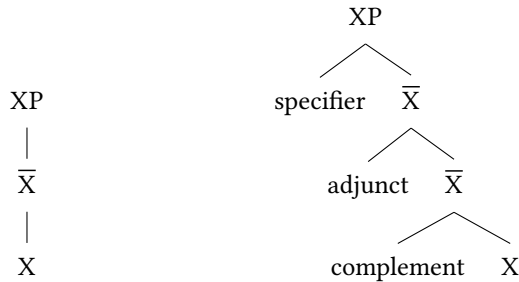 XP
XP
specifier X̅
X̅
adjunct X̅
X
complement X